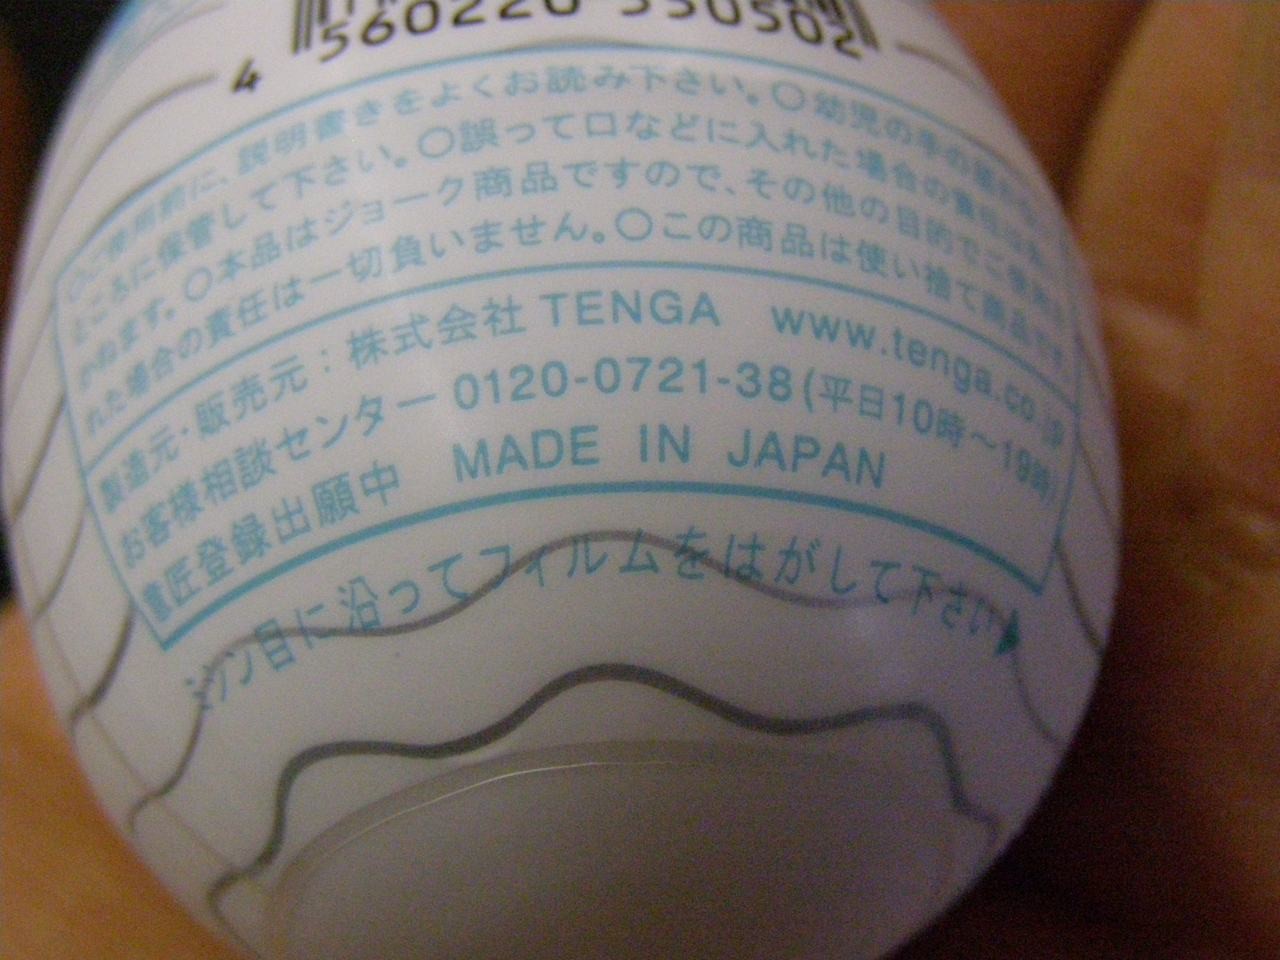 4 560220 550502
○ご使用前に、説明書きをよくお読み下さい。○幼児の手の届かない
ところに保管して下さい。○誤って口などに入れた場合の責任は負い
かねます。○本品はジョーク商品ですので、その他の目的でご使用さ
れた場合の責任は一切負いません。○この商品は使い捨て商品です。
製造元・販売元:株式会社 TENGA www.tenga.co.jp
お客様相談センター 0120-0721-38(平日10時〜19時)
意匠登録出願中 MADE IN JAPAN
ミシン目に沿ってフィルムをはがして下さい